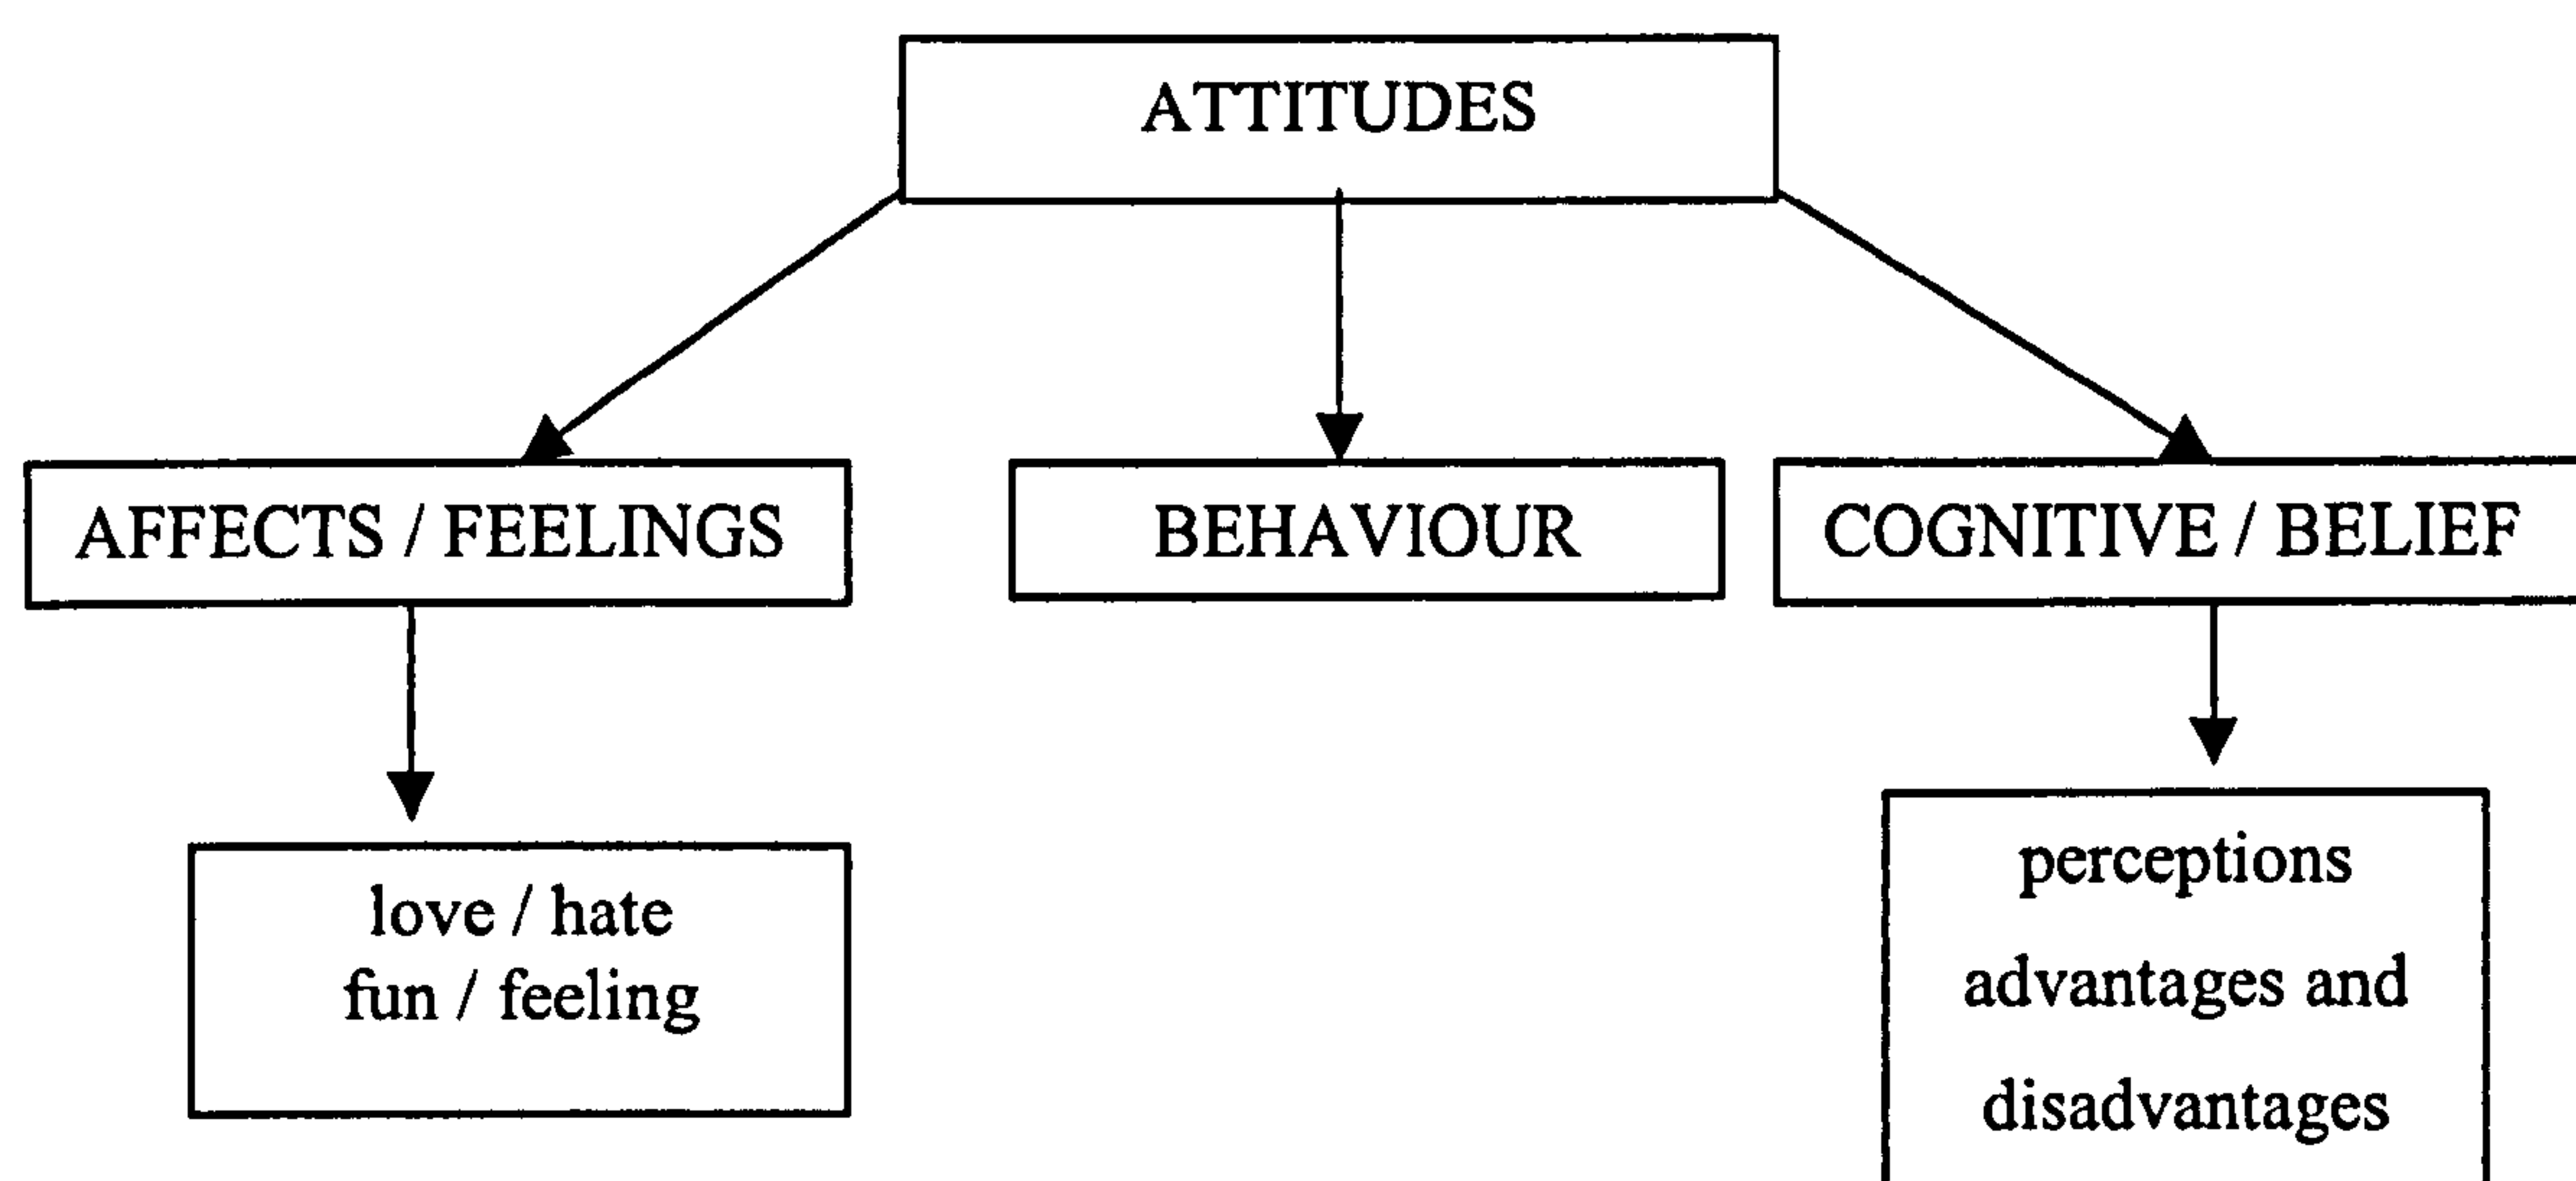 ATTITUDES
AFFECTS / FEELINGS
BEHAVIOUR
COGNITIVE / BELIEF
love / hate
fun / feeling
perceptions
advantages and
disadvantages